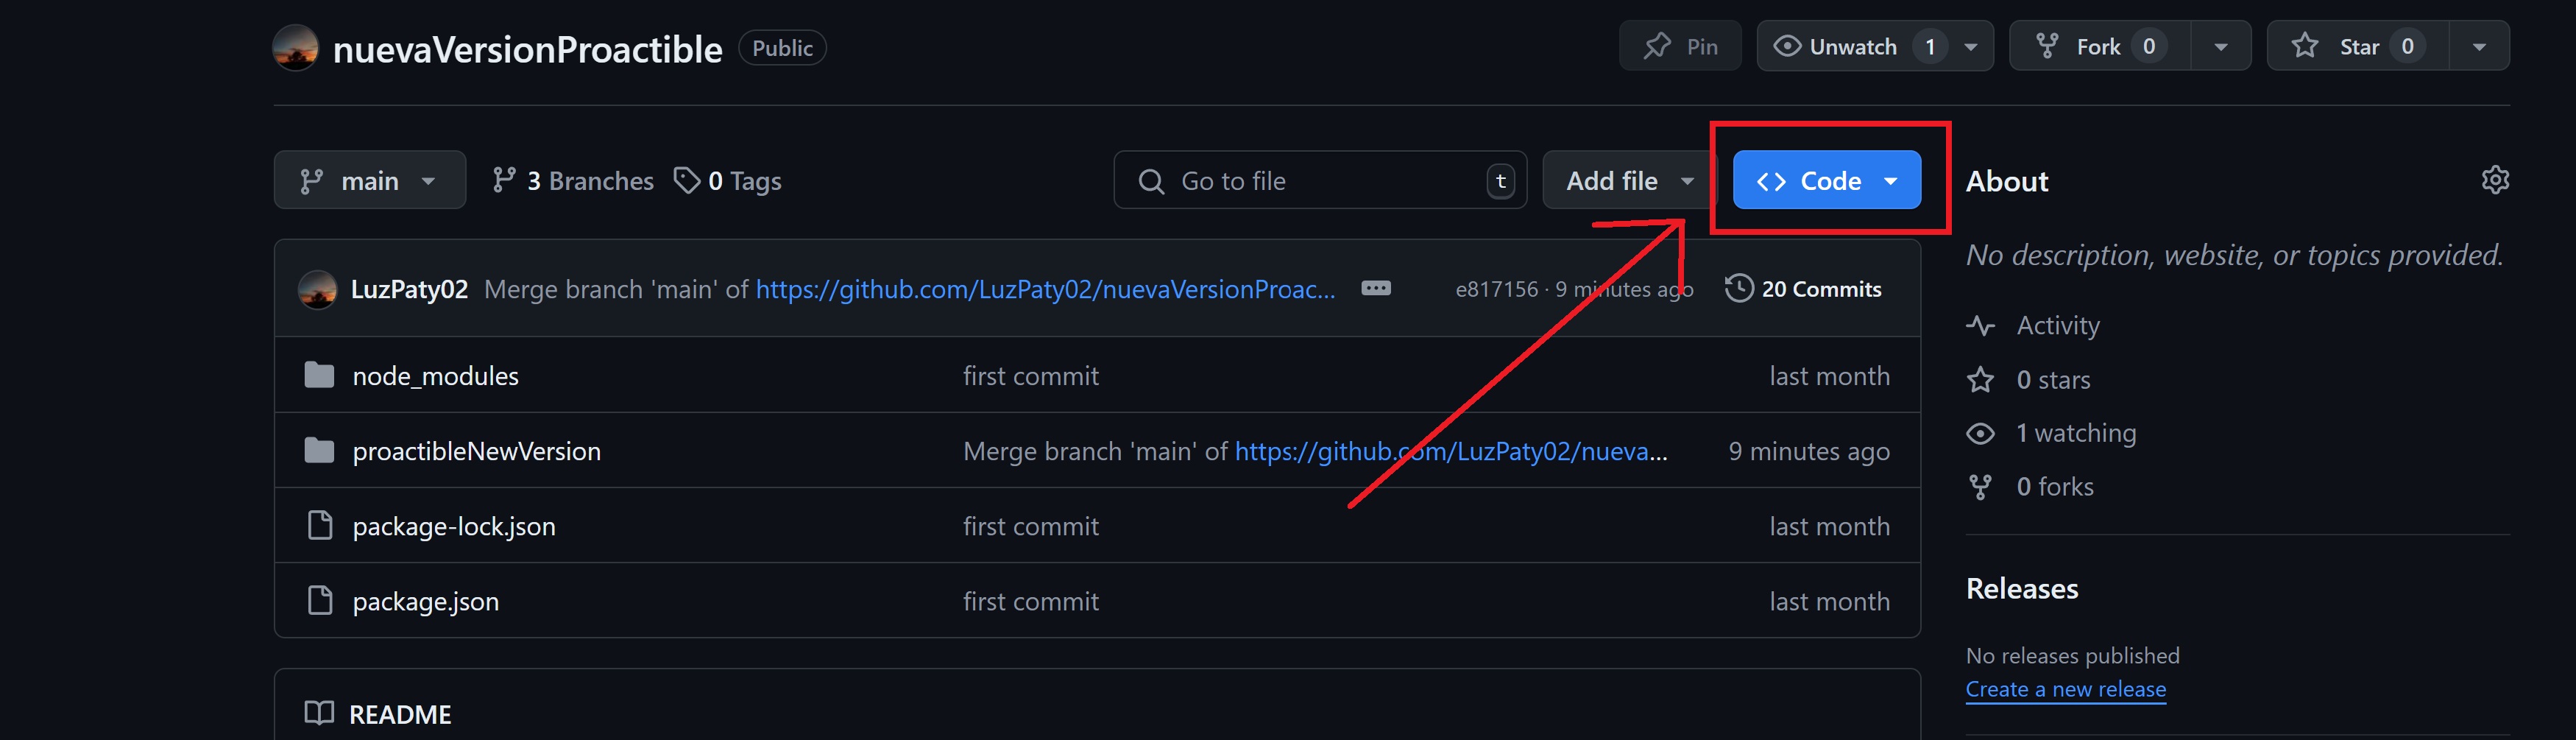 nuevaVersionProactible Public Pin Unwatch 1 Fork 0 Star 0
main 3 Branches 0 Tags Go to file t Add file Code About
No description, website, or topics provided.
LuzPaty02 Merge branch 'main' of https://github.com/LuzPaty02/nuevaVersionProac... e817156 · 9 minutes ago 20 Commits
Activity
node_modules first commit last month
0 stars
proactibleNewVersion Merge branch 'main' of https://github.com/LuzPaty02/nueva... 9 minutes ago
1 watching
0 forks
package-lock.json first commit last month
package.json first commit last month
Releases
No releases published
Create a new release
README